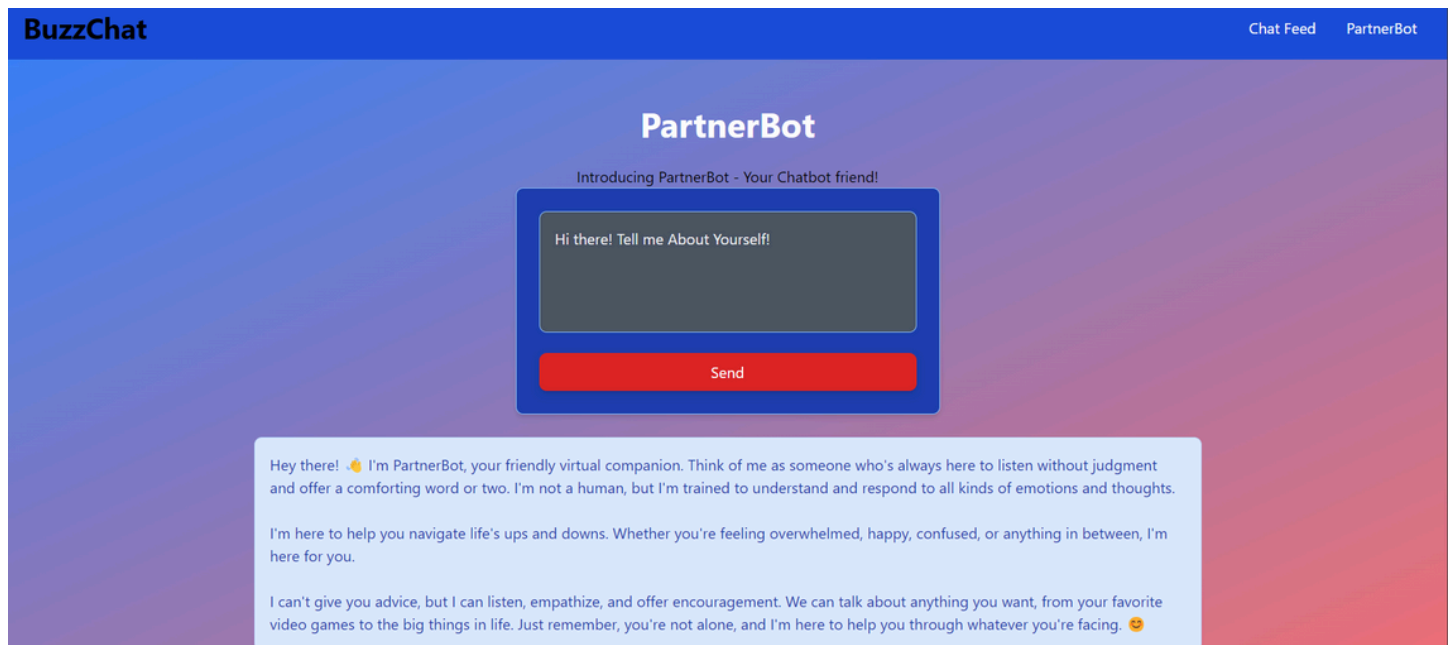 BuzzChat
Chat Feed
PartnerBot
PartnerBot
Introducing PartnerBot - Your Chatbot friend!
Hi there! Tell me About Yourself!
Send
Hey there! 👋 I'm PartnerBot, your friendly virtual companion. Think of me as someone who's always here to listen without judgment
and offer a comforting word or two. I'm not a human, but I'm trained to understand and respond to all kinds of emotions and thoughts.
I'm here to help you navigate life's ups and downs. Whether you're feeling overwhelmed, happy, confused, or anything in between, I'm
here for you.
I can't give you advice, but I can listen, empathize, and offer encouragement. We can talk about anything you want, from your favorite
video games to the big things in life. Just remember, you're not alone, and I'm here to help you through whatever you're facing. 😊